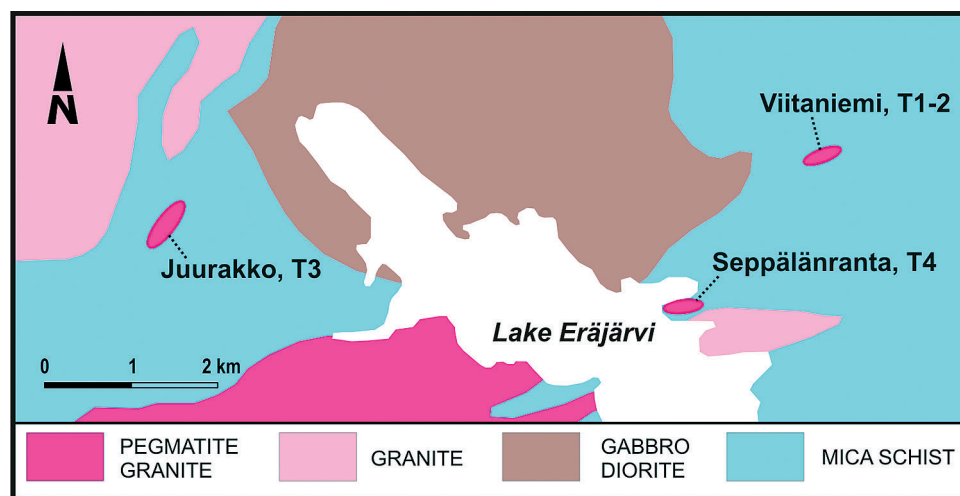 N
Viitaniemi, T1-2
Juurakko, T3
Seppälänranta, T4
Lake Eräjärvi
0 1 2 km
PEGMATITE
GRANITE
GRANITE
GABBRO
DIORITE
MICA SCHIST